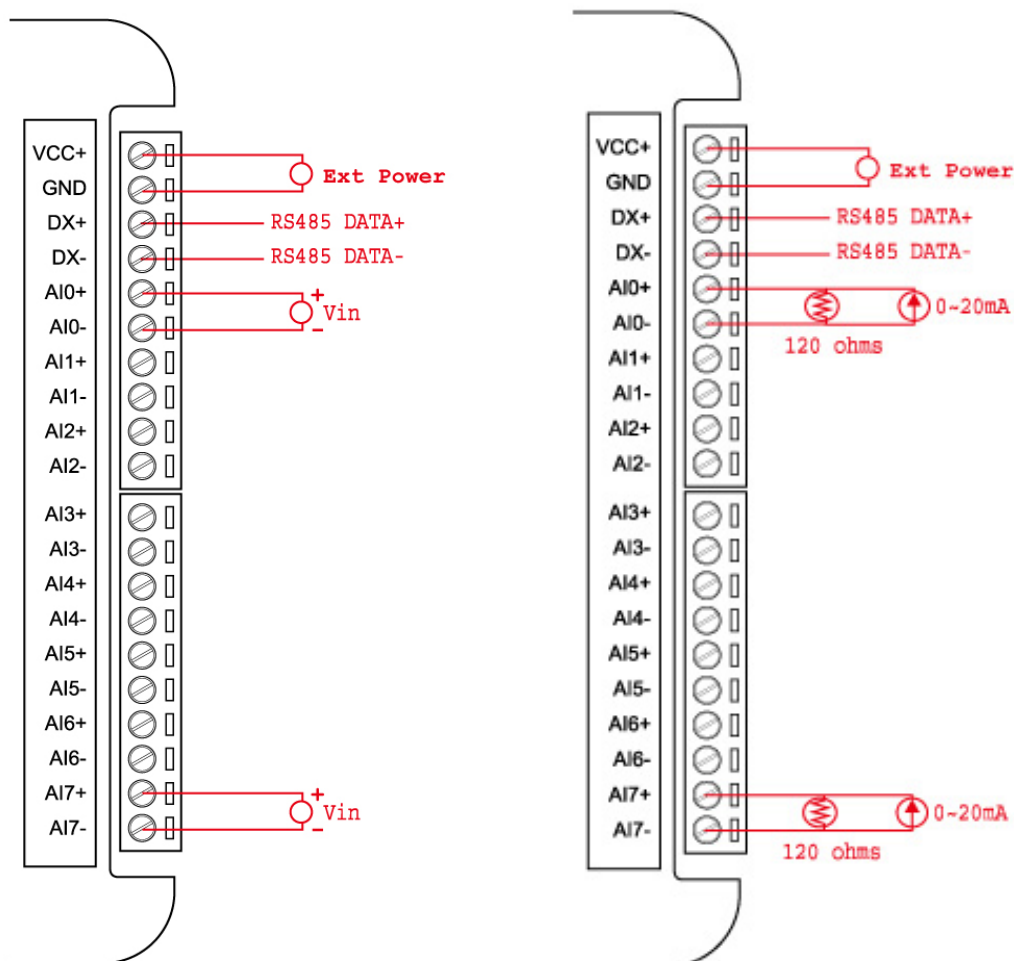 VCC+
GND
DX+
DX-
AI0+
AI0-
AI1+
AI1-
AI2+
AI2-
AI3+
AI3-
AI4+
AI4-
AI5+
AI5-
AI6+
AI6-
AI7+
AI7-
Ext Power
RS485 DATA+
RS485 DATA-
+
Vin
-
+
Vin
-
VCC+
GND
DX+
DX-
AI0+
AI0-
AI1+
AI1-
AI2+
AI2-
AI3+
AI3-
AI4+
AI4-
AI5+
AI5-
AI6+
AI6-
AI7+
AI7-
Ext Power
RS485 DATA+
RS485 DATA-
0~20mA
120 ohms
0~20mA
120 ohms